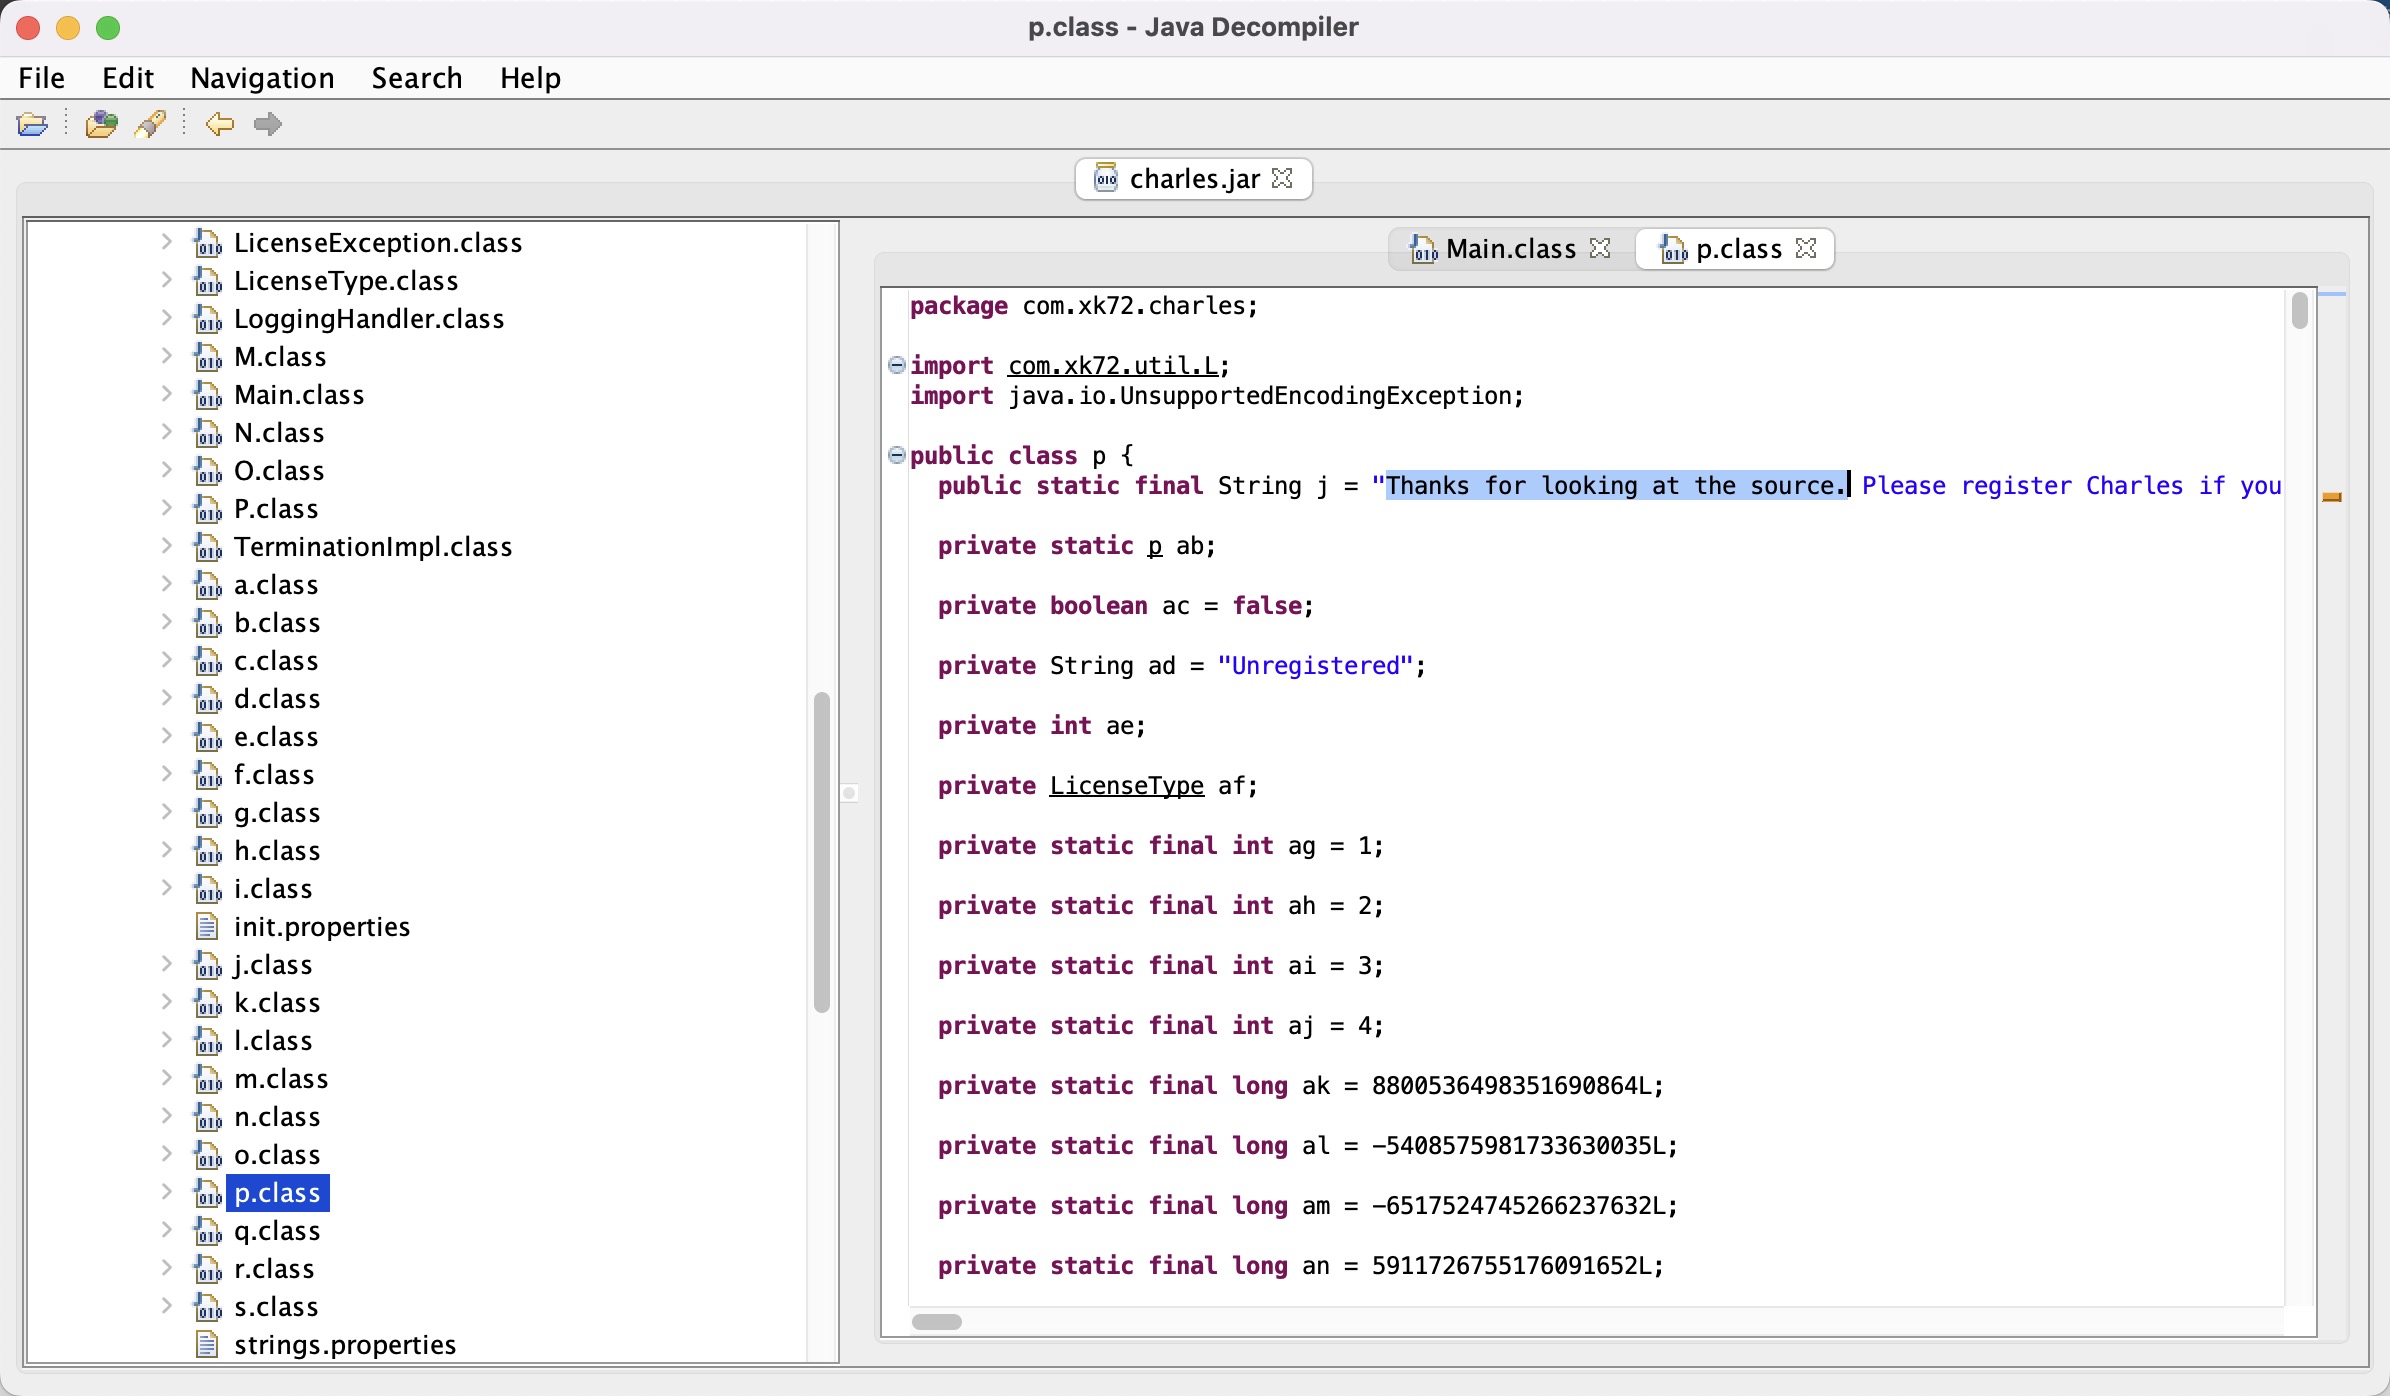 p.class - Java Decompiler
File Edit Navigation Search Help
charles.jar
LicenseException.class
LicenseType.class
LoggingHandler.class
M.class
Main.class
N.class
O.class
P.class
TerminationImpl.class
a.class
b.class
c.class
d.class
e.class
f.class
g.class
h.class
i.class
init.properties
j.class
k.class
l.class
m.class
n.class
o.class
p.class
q.class
r.class
s.class
strings.properties
Main.class p.class
package com.xk72.charles;
import com.xk72.util.L;
import java.io.UnsupportedEncodingException;
public class p {
public static final String j = "Thanks for looking at the source. Please register Charles if you
private static p ab;
private boolean ac = false;
private String ad = "Unregistered";
private int ae;
private LicenseType af;
private static final int ag = 1;
private static final int ah = 2;
private static final int ai = 3;
private static final int aj = 4;
private static final long ak = 8800536498351690864L;
private static final long al = -5408575981733630035L;
private static final long am = -6517524745266237632L;
private static final long an = 5911726755176091652L;